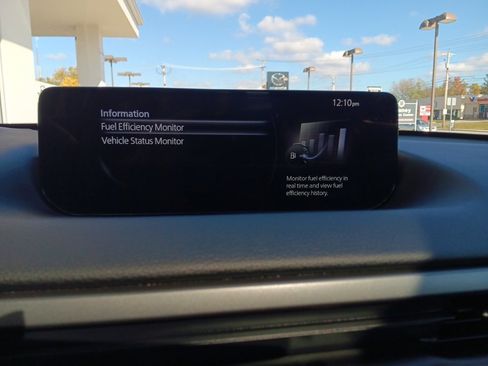 12:10pm
Information
Fuel Efficiency Monitor
Vehicle Status Monitor
Monitor fuel efficiency in
real time and view fuel
efficiency history.